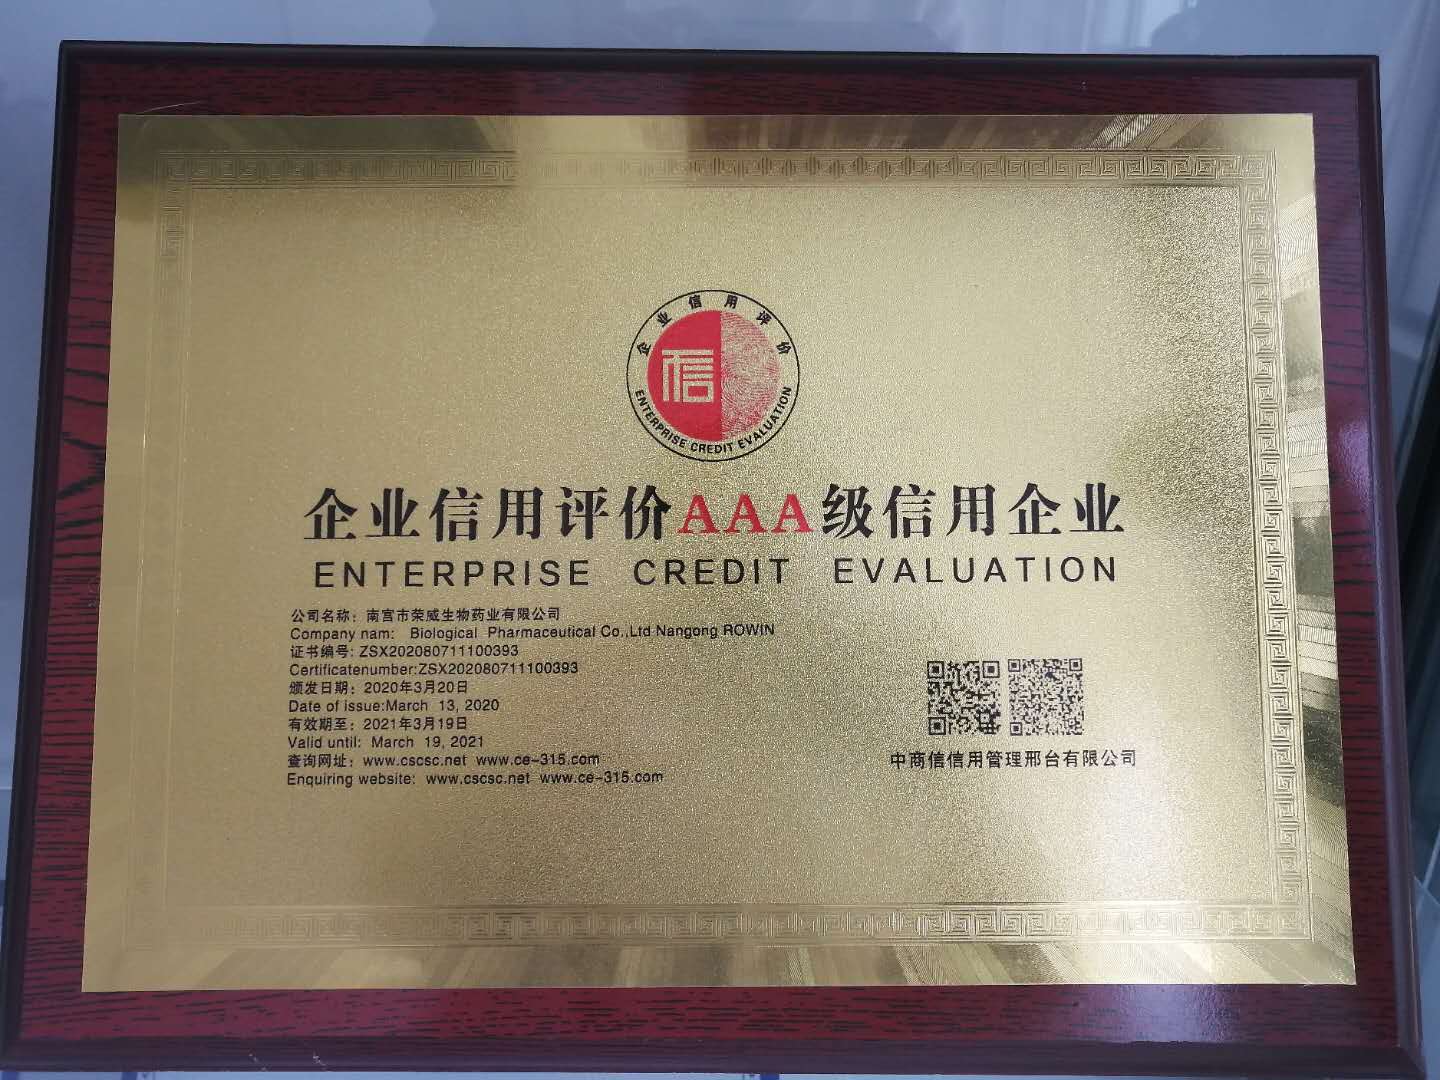 企业信用评价
信
ENTERPRISE CREDIT EVALUATION
企业信用评价AAA级信用企业
ENTERPRISE CREDIT EVALUATION
公司名称：南宫市荣威生物药业有限公司
Company nam: Biological Pharmaceutical Co.,Ltd Nangong ROWIN
证书编号: ZSX202080711100393
Certificatenumber:ZSX202080711100393
颁发日期：2020年3月20日
Date of issue:March 13, 2020
有效期至：2021年3月19日
Valid until: March 19, 2021
查询网址：www.cscsc.net www.ce-315.com
Enquiring website: www.cscsc.net www.ce-315.com
中商信信用管理邢台有限公司